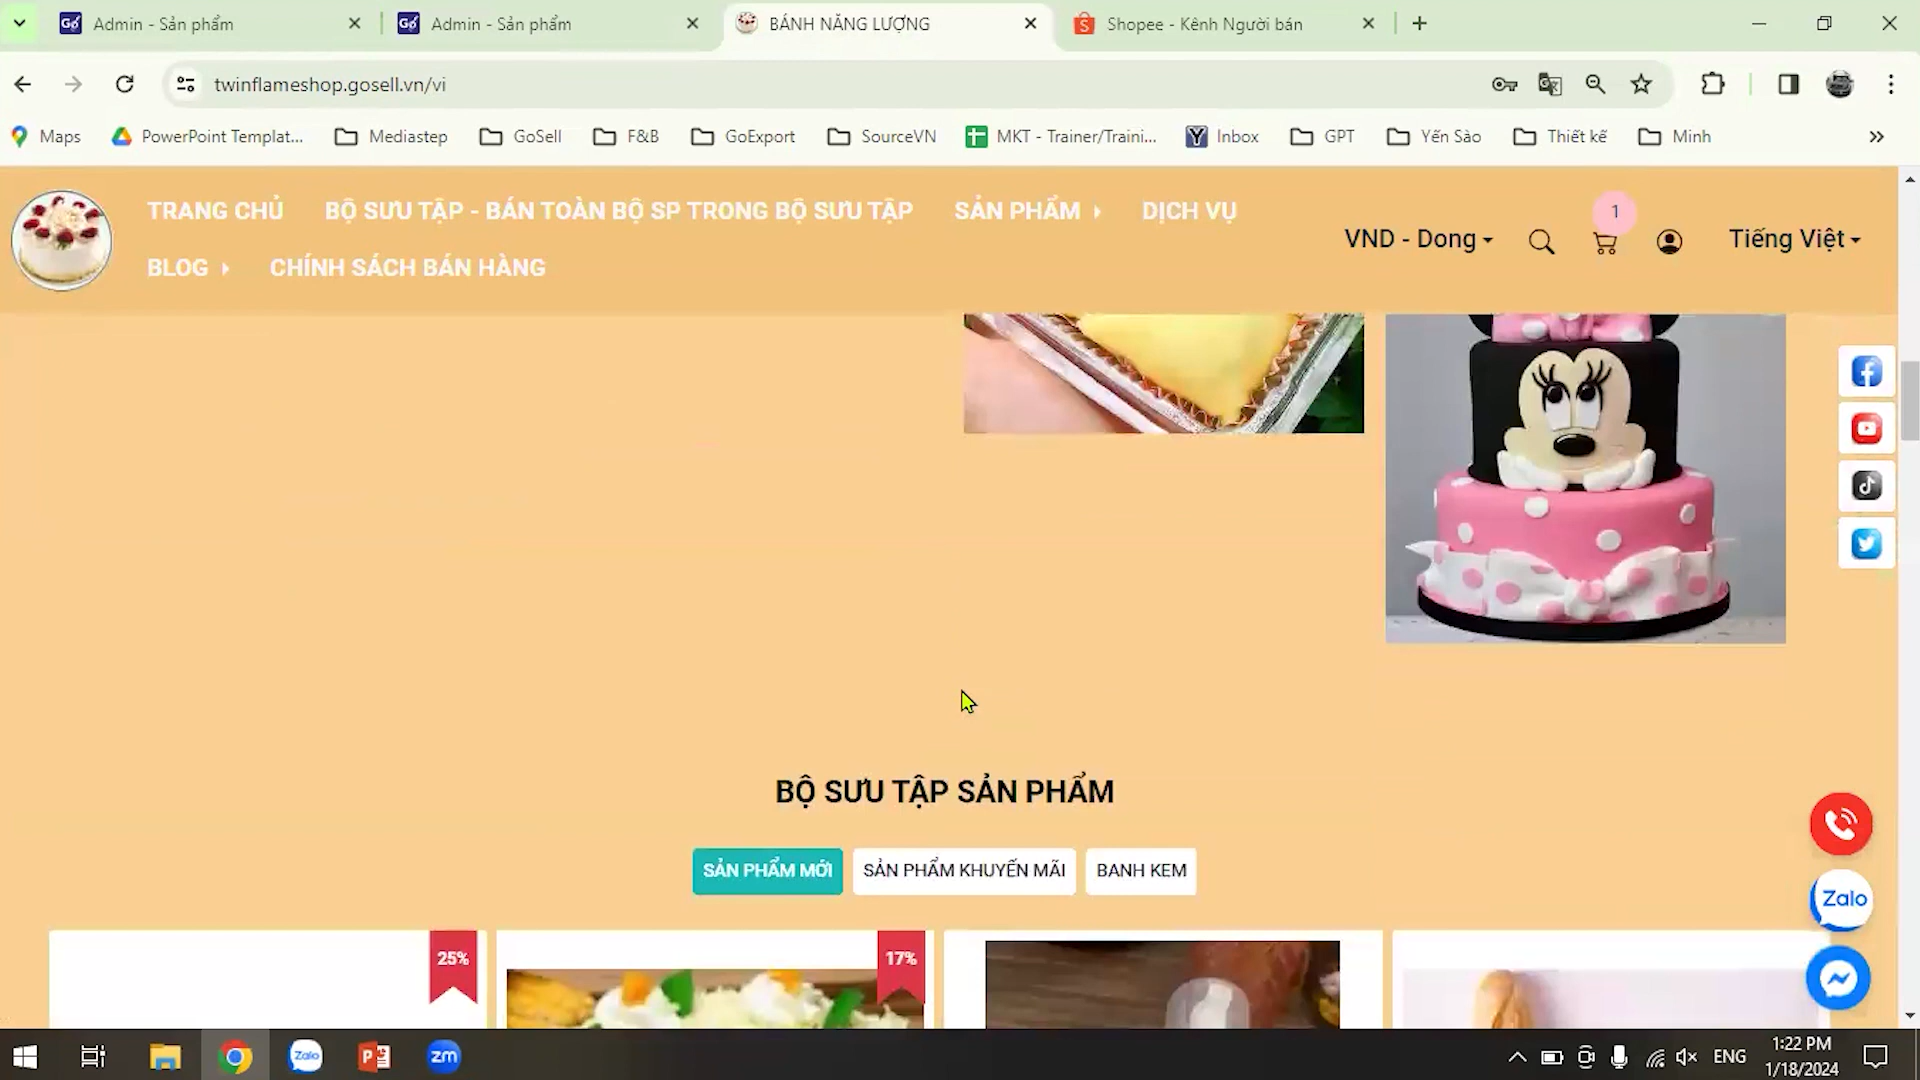 Admin - Sản phẩm
Admin - Sản phẩm
BÁNH NĂNG LƯỢNG
Shopee - Kênh Người bán
twinflameshop.gosell.vn/vi
Maps
PowerPoint Templat...
Mediastep
GoSell
F&B
GoExport
SourceVN
MKT - Trainer/Traini...
Inbox
GPT
Yến Sào
Thiết kế
Minh
TRANG CHỦ
BỘ SƯU TẬP - BÁN TOÀN BỘ SP TRONG BỘ SƯU TẬP
SẢN PHẨM
DỊCH VỤ
BLOG
CHÍNH SÁCH BÁN HÀNG
VND - Dong
1
Tiếng Việt
BỘ SƯU TẬP SẢN PHẨM
SẢN PHẨM MỚI
SẢN PHẨM KHUYẾN MÃI
BANH KEM
25%
17%
Zalo
Zalo
zm
ENG
1:22 PM
1/18/2024